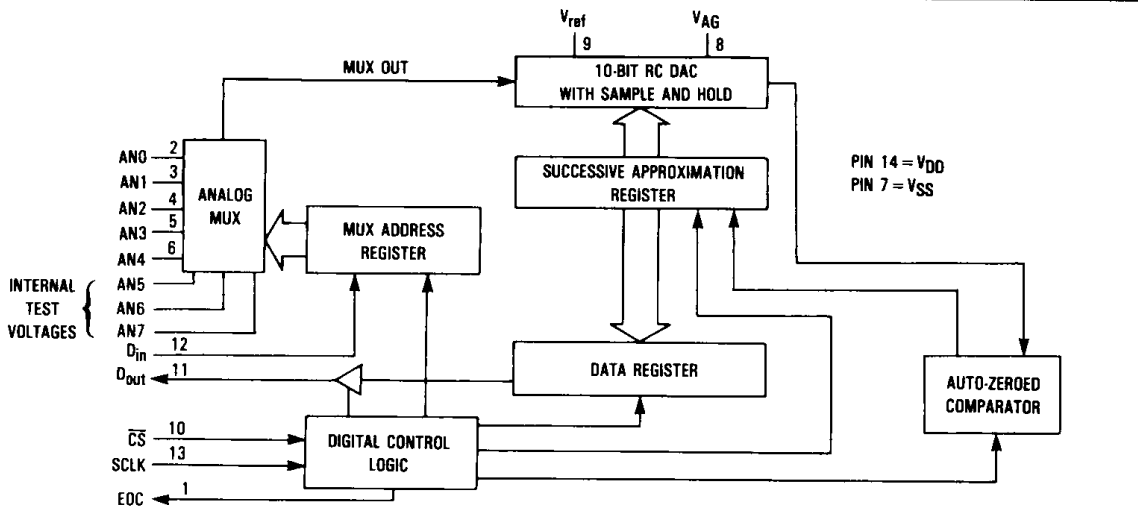 Vref
VAG
9
8
MUX OUT
10-BIT RC DAC
WITH SAMPLE AND HOLD
AN0 2
AN1 3
AN2 4
AN3 5
AN4 6
ANALOG
MUX
SUCCESSIVE APPROXIMATION
REGISTER
PIN 14 = VDD
PIN 7 = VSS
MUX ADDRESS
REGISTER
INTERNAL
TEST
VOLTAGES
AN5
AN6
AN7
Din 12
Dout 11
DATA REGISTER
AUTO-ZEROED
COMPARATOR
C̅S̅ 10
SCLK 13
EOC 1
DIGITAL CONTROL
LOGIC